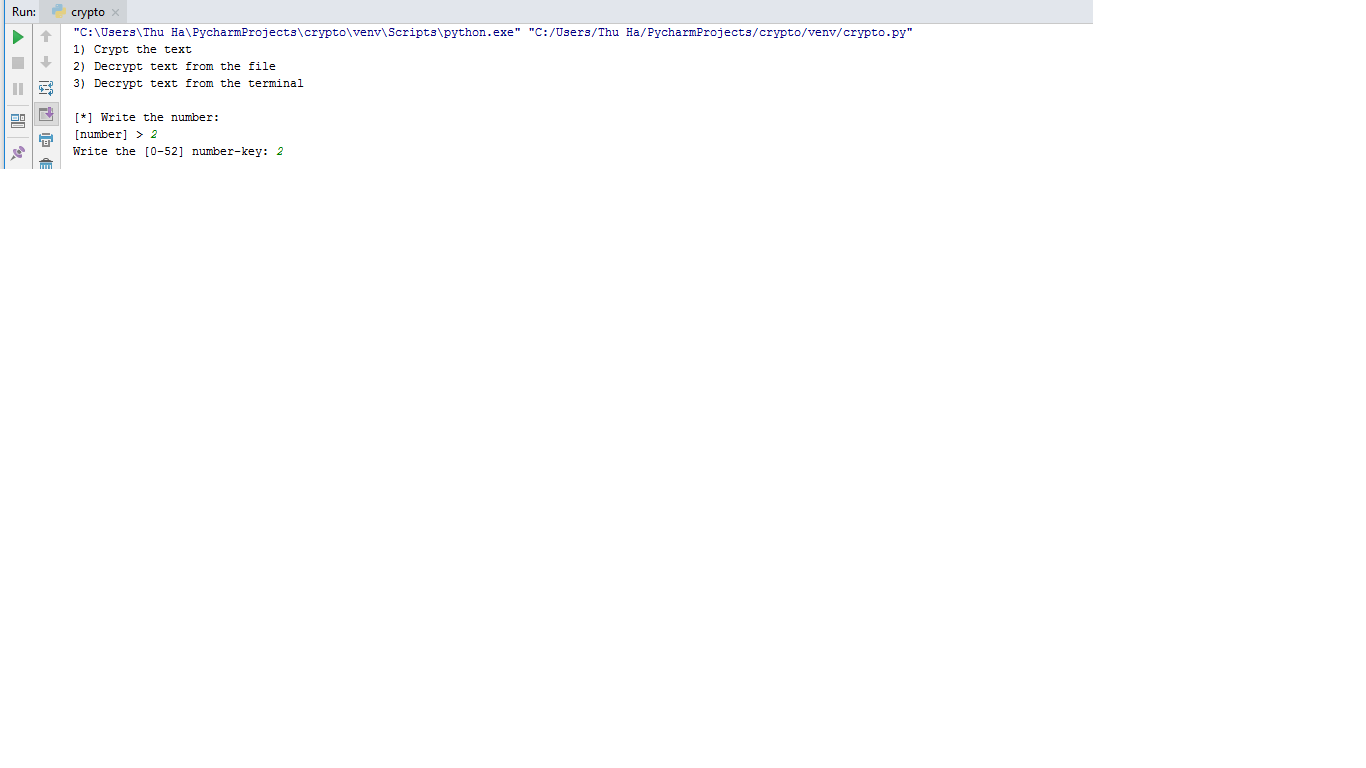 Run: crypto
"C:\Users\Thu Ha\PycharmProjects\crypto\venv\Scripts\python.exe" "C:/Users/Thu Ha/PycharmProjects/crypto/venv/crypto.py"
1) Crypt the text
2) Decrypt text from the file
3) Decrypt text from the terminal
[*] Write the number:
[number] > 2
Write the [0-52] number-key: 2